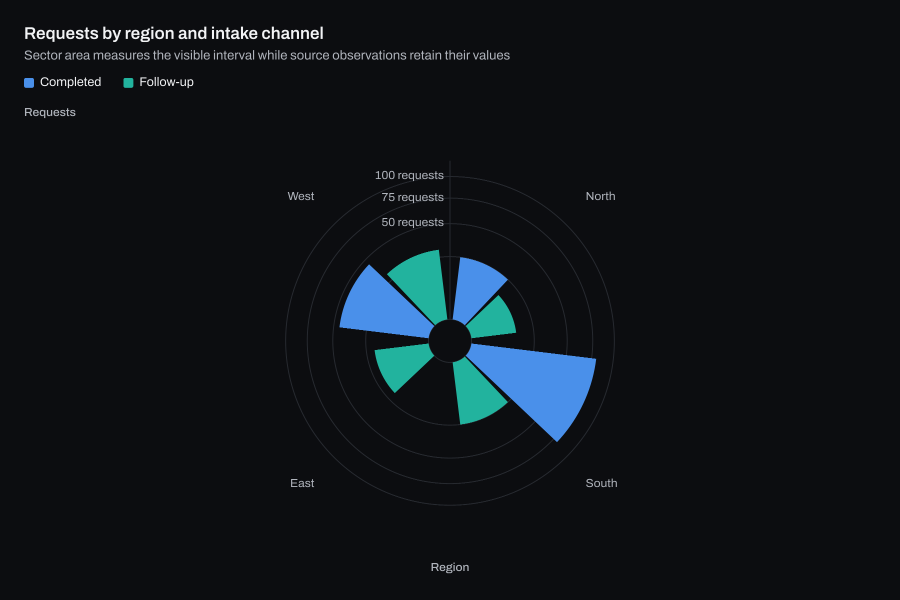 Requests by region and intake channel
Sector area measures the visible interval while source observations retain their values
Completed
Follow-up
Requests
100 requests
75 requests
50 requests
West
North
East
South
Region